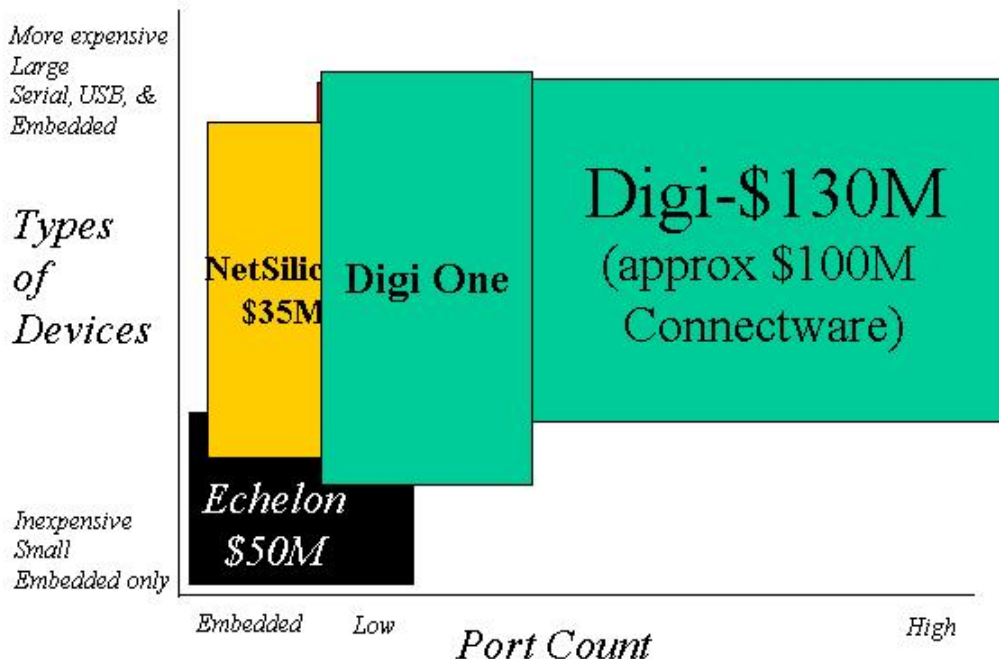 More expensive
Large
Serial, USB, &
Embedded
Types
of
Devices
Inexpensive
Small
Embedded only
NetSilic
$35M
Digi One
Digi-$130M
(approx $100M
Connectware)
Echelon
$50M
Embedded
Low
High
Port Count